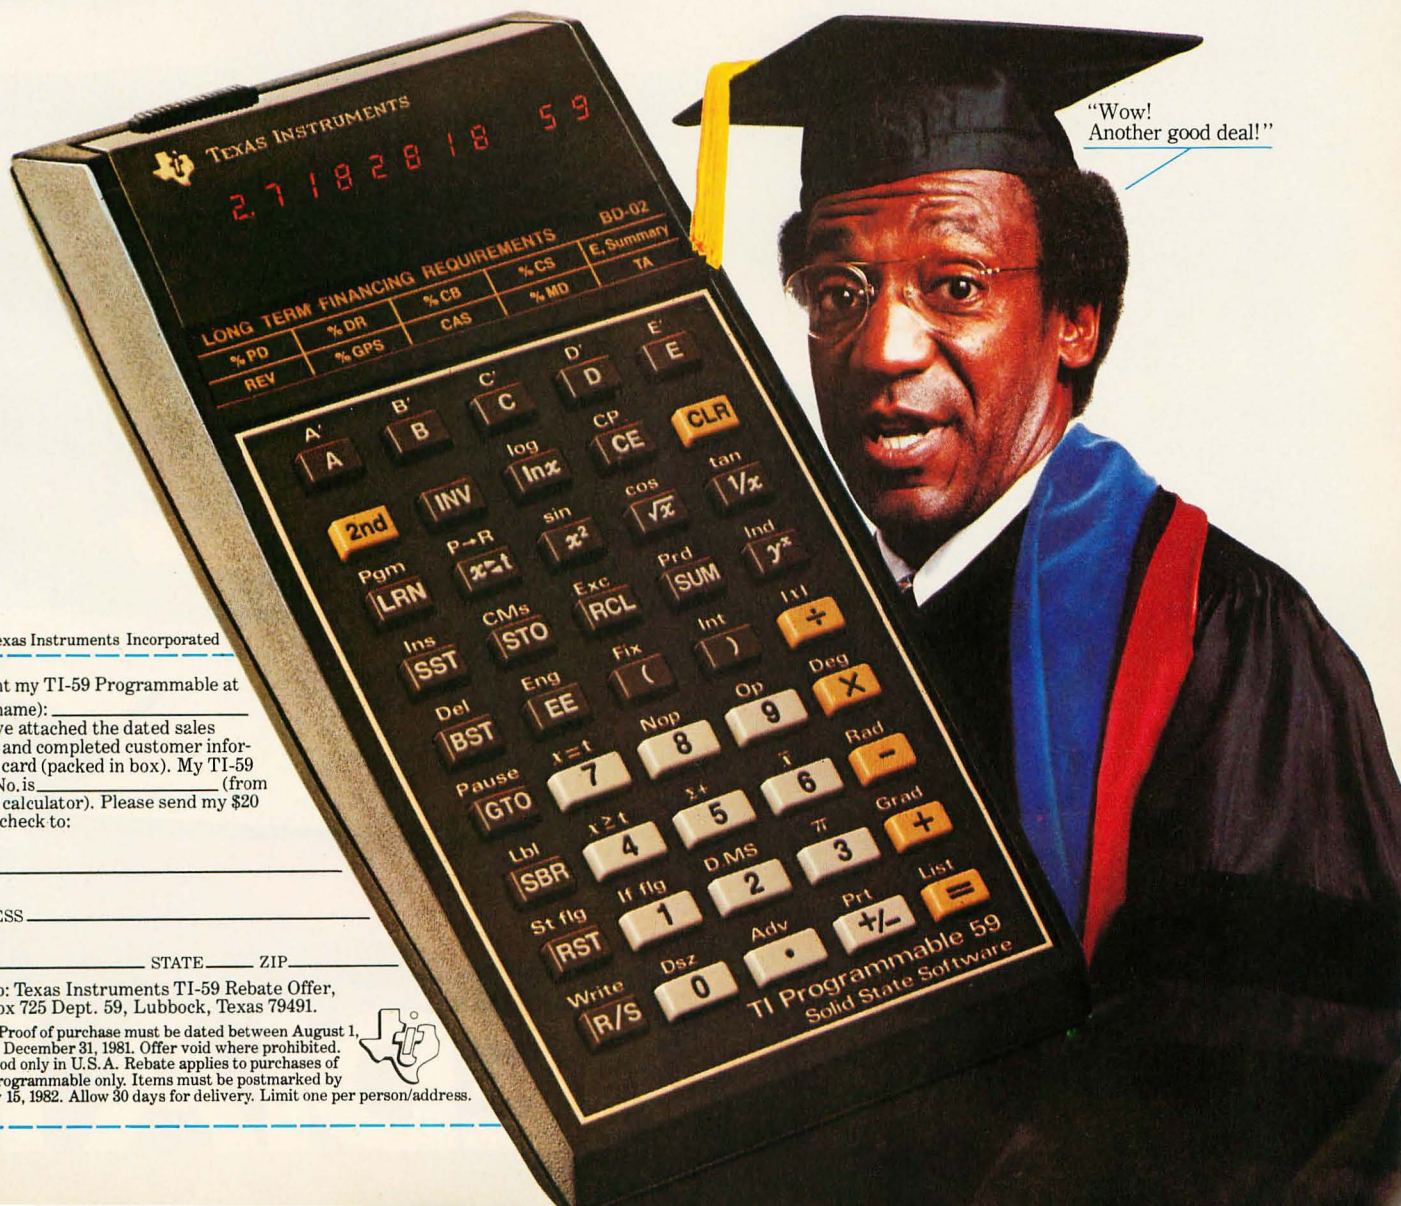 TEXAS INSTRUMENTS
2.7182818 59
LONG TERM FINANCING REQUIREMENTS BD-02
%PD %DR %CB %CS E, Summary
REV %GPS CAS %MD TA
A' B' C' D' E'
A B C D E
log CP
2nd INV lnx CE CLR
Pgm P→R sin cos tan
LRN x⇄t x² √x 1/x
Ins CMs Exc Prd Ind
SST STO RCL SUM yˣ
Del Eng Fix Int |x|
BST EE ( ) ÷
Pause x=t Nop Op Deg
GTO 7 8 9 ×
Lbl x≥t Σ+ x̄ Rad
SBR 4 5 6 −
St flg If flg D.MS π Grad
RST 1 2 3 +
Write Dsz Adv Prt List
R/S 0 . +/− =
TI Programmable 59
Solid State Software
"Wow!
Another good deal!"
exas Instruments Incorporated
nt my TI-59 Programmable at
name):
ve attached the dated sales
and completed customer infor-
card (packed in box). My TI-59
No. is (from
calculator). Please send my $20
check to:
ESS
STATE ZIP
o: Texas Instruments TI-59 Rebate Offer,
ox 725 Dept. 59, Lubbock, Texas 79491.
Proof of purchase must be dated between August 1,
December 31, 1981. Offer void where prohibited.
od only in U.S.A. Rebate applies to purchases of
rogrammable only. Items must be postmarked by
15, 1982. Allow 30 days for delivery. Limit one per person/address.